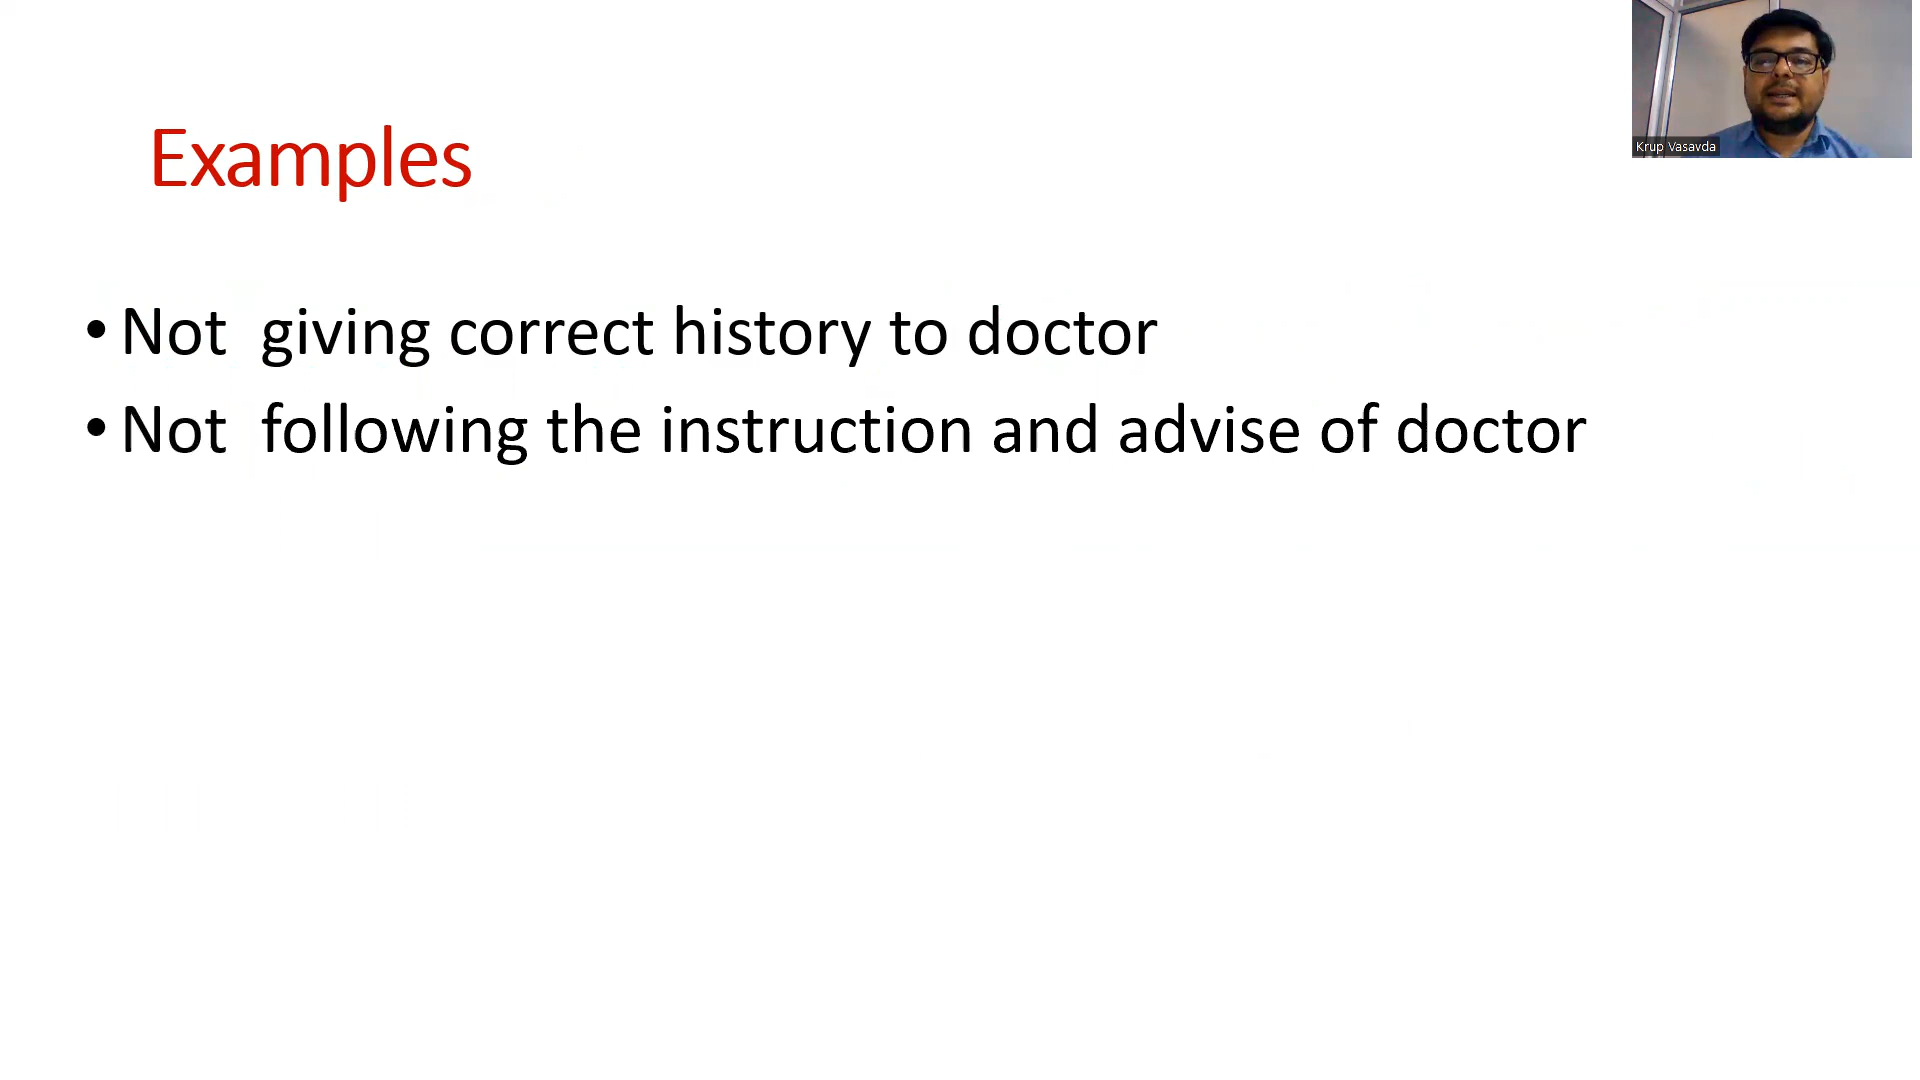 Examples
Krup Vasavda
• Not giving correct history to doctor
• Not following the instruction and advise of doctor